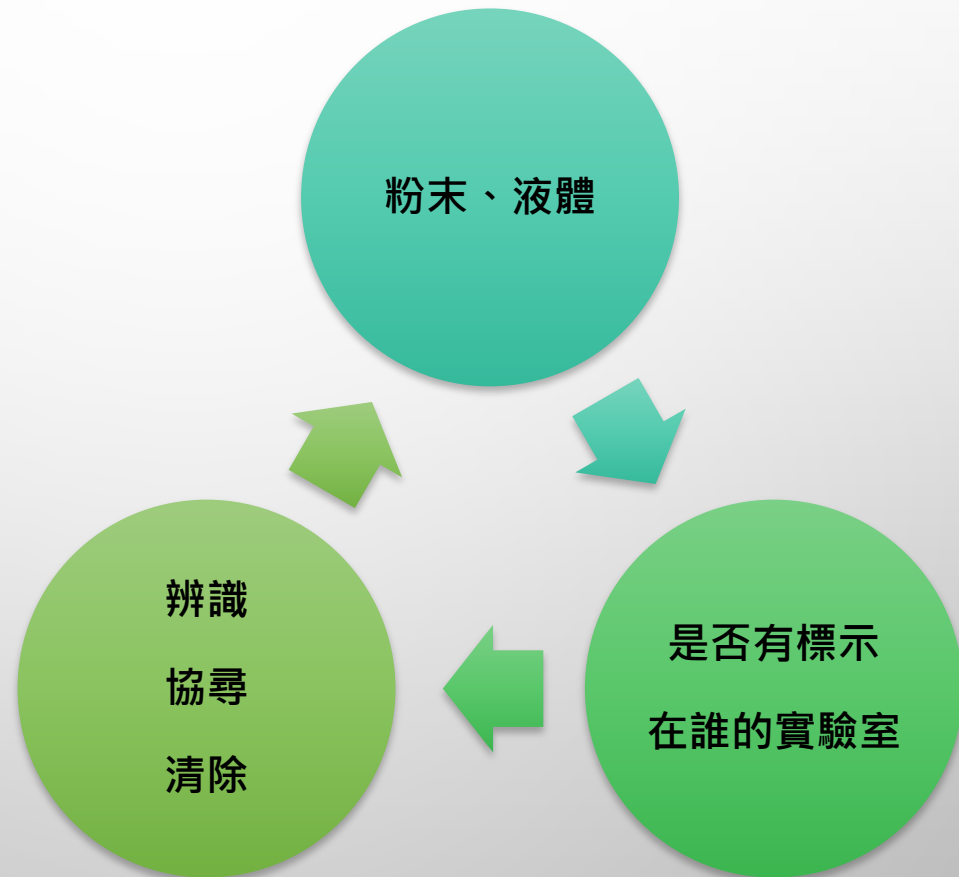 粉末、液體
是否有標示
在誰的實驗室
辨識
協尋
清除